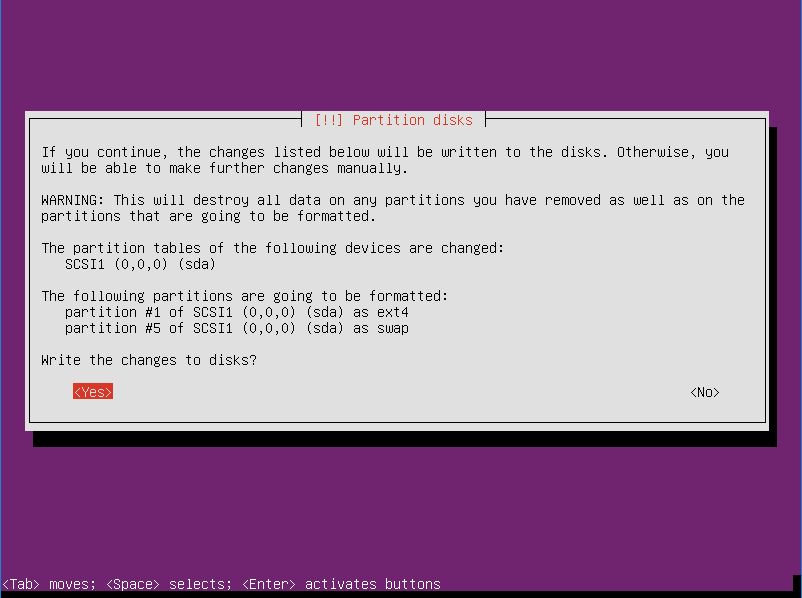 [!!] Partition disks
If you continue, the changes listed below will be written to the disks. Otherwise, you
will be able to make further changes manually.
WARNING: This will destroy all data on any partitions you have removed as well as on the
partitions that are going to be formatted.
The partition tables of the following devices are changed:
SCSI1 (0,0,0) (sda)
The following partitions are going to be formatted:
partition #1 of SCSI1 (0,0,0) (sda) as ext4
partition #5 of SCSI1 (0,0,0) (sda) as swap
Write the changes to disks?
<Yes> <No>
<Tab> moves; <Space> selects; <Enter> activates buttons